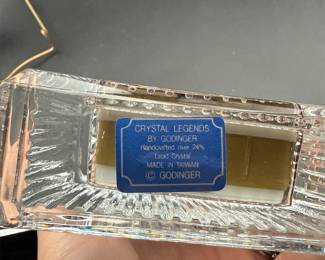 CRYSTAL LEGENDS
BY GODINGER
Handcrafted over 24%
Lead Crystal
MADE IN TAIWAN
© GODINGER